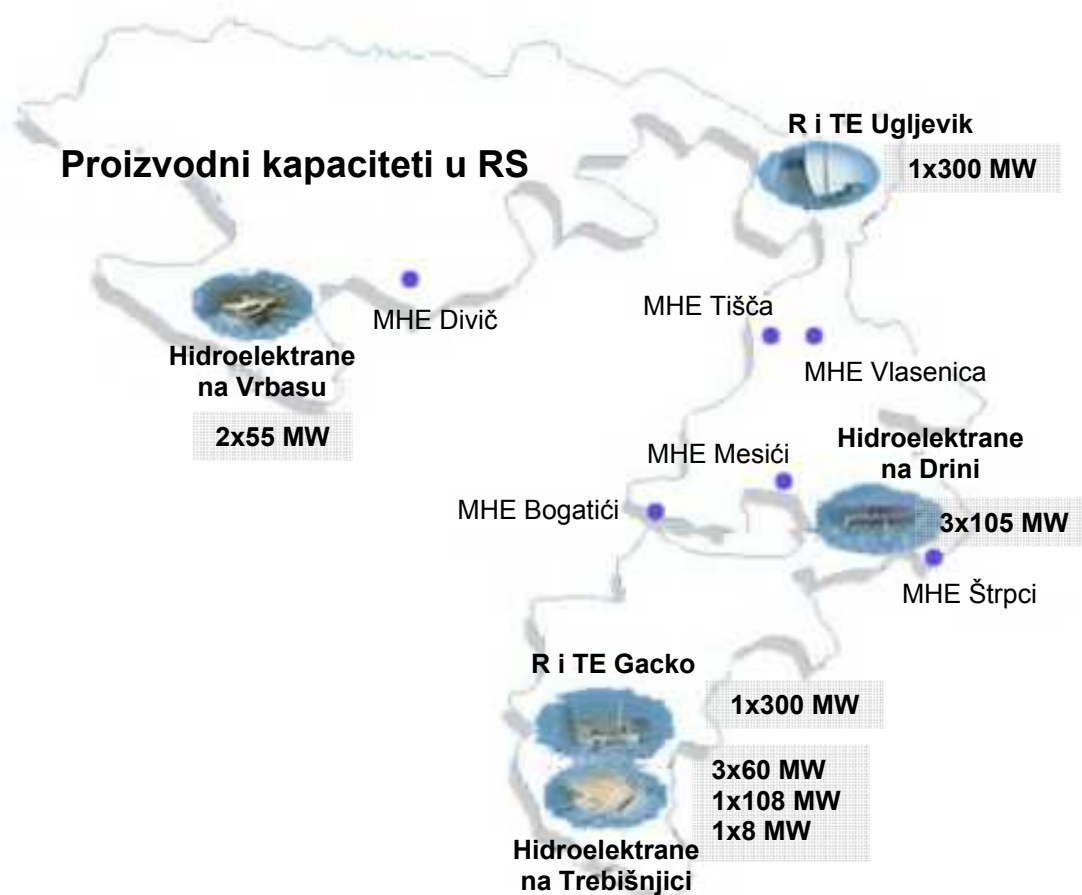 R i TE Ugljevik
Proizvodni kapaciteti u RS
1x300 MW
MHE Divič
MHE Tišča
Hidroelektrane
na Vrbasu
MHE Vlasenica
2x55 MW
Hidroelektrane
na Drini
MHE Mesići
MHE Bogatići
3x105 MW
MHE Štrpci
R i TE Gacko
1x300 MW
3x60 MW
1x108 MW
1x8 MW
Hidroelektrane
na Trebišnjici